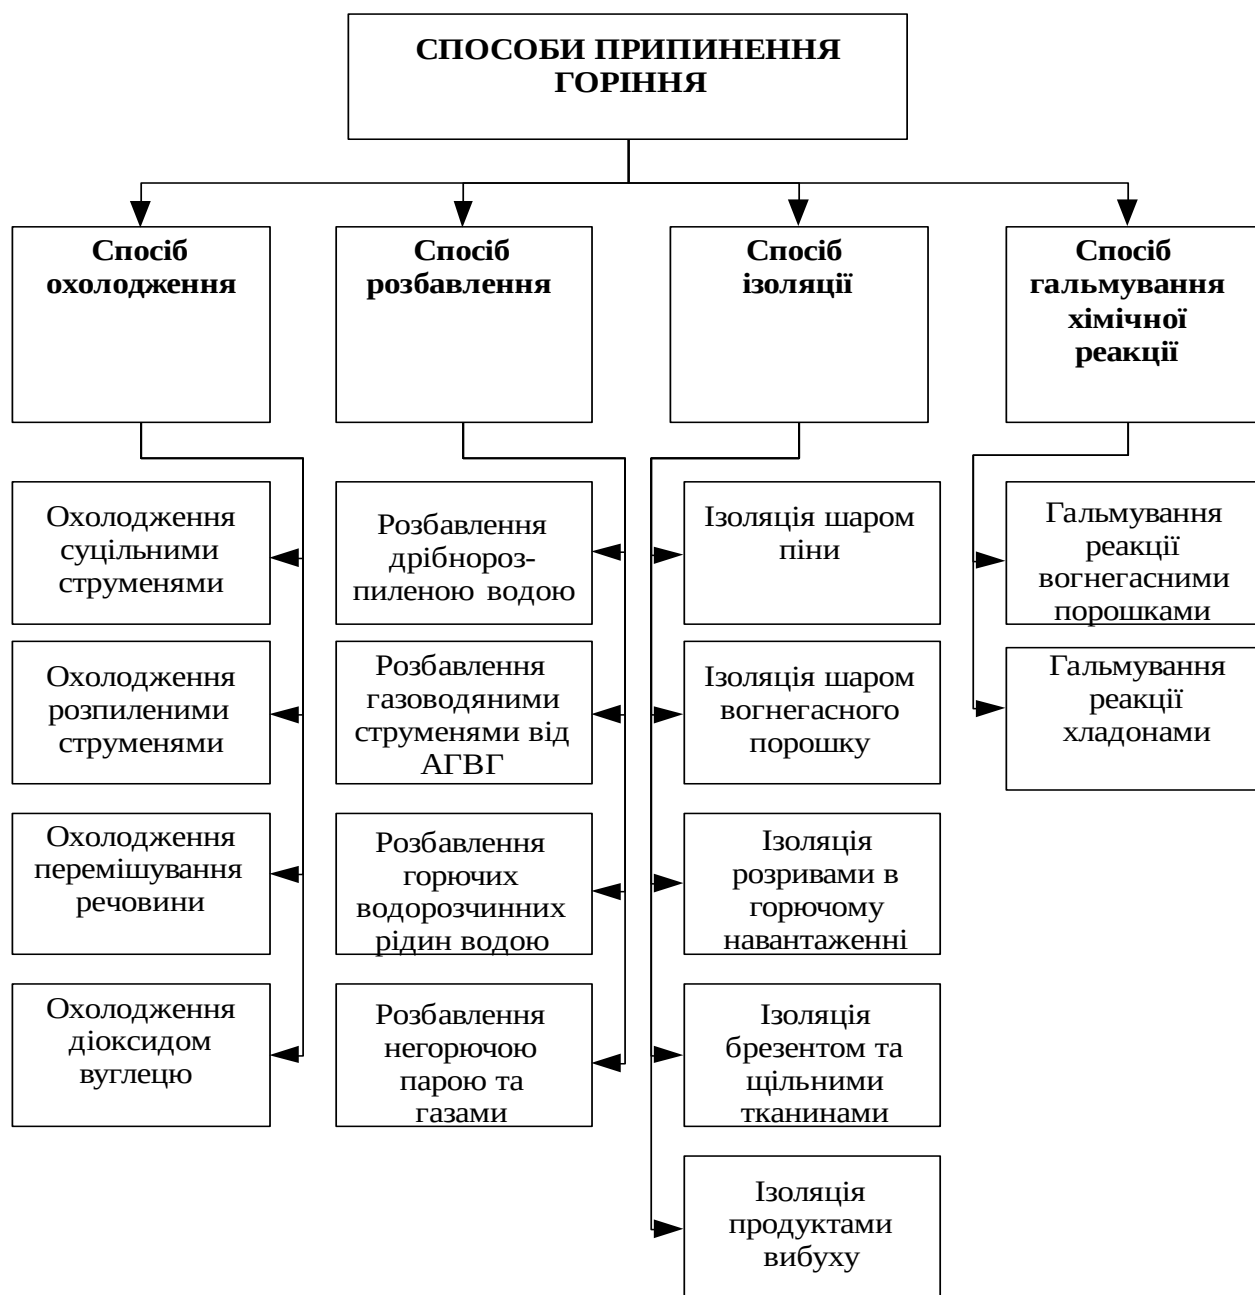 СПОСОБИ ПРИПИНЕННЯ
ГОРІННЯ
Спосіб
охолодження
Спосіб
розбавлення
Спосіб
ізоляції
Спосіб
гальмування
хімічної
реакції
Охолодження
суцільними
струменями
Охолодження
розпиленими
струменями
Охолодження
перемішування
речовини
Охолодження
діоксидом
вуглецю
Розбавлення
дрібнороз-
пиленою водою
Розбавлення
газоводяними
струменями від
АГВГ
Розбавлення
горючих
водорозчинних
рідин водою
Розбавлення
негорючою
парою та
газами
Ізоляція шаром
піни
Ізоляція шаром
вогнегасного
порошку
Ізоляція
розривами в
горючому
навантаженні
Ізоляція
брезентом та
щільними
тканинами
Ізоляція
продуктами
вибуху
Гальмування
реакції
вогнегасними
порошками
Гальмування
реакції
хладонами